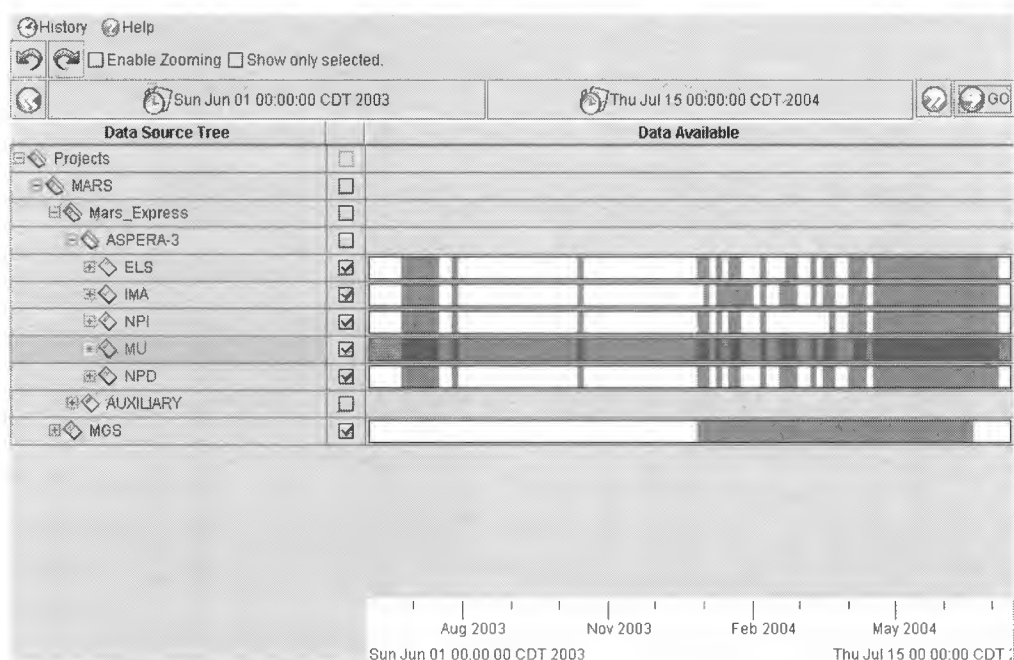 History Help
Enable Zooming Show only selected.
Sun Jun 01 00:00:00 CDT 2003 Thu Jul 15 00:00:00 CDT 2004 GO
Data Source Tree Data Available
Projects
MARS
Mars_Express
ASPERA-3
ELS
IMA
NPI
MU
NPD
AUXILIARY
MGS
Aug 2003 Nov 2003 Feb 2004 May 2004
Sun Jun 01 00:00 00 CDT 2003 Thu Jul 15 00 00:00 CDT